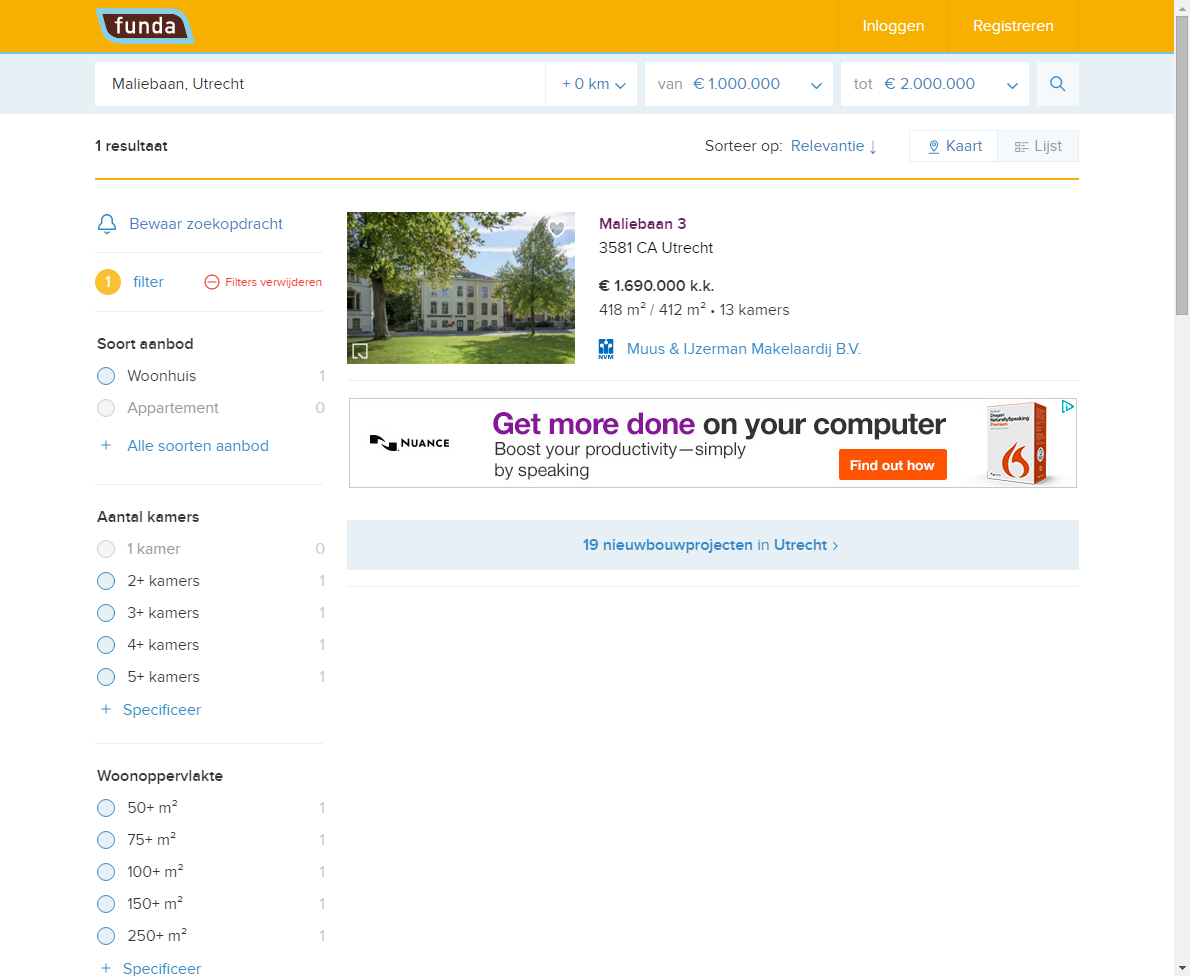 funda
Inloggen
Registreren
Maliebaan, Utrecht
+ 0 km
van € 1.000.000
tot € 2.000.000
1 resultaat
Sorteer op: Relevantie ↓
Kaart
Lijst
Bewaar zoekopdracht
1 filter
Filters verwijderen
Soort aanbod
Woonhuis 1
Appartement 0
+ Alle soorten aanbod
Aantal kamers
1 kamer 0
2+ kamers 1
3+ kamers 1
4+ kamers 1
5+ kamers 1
+ Specificeer
Woonoppervlakte
50+ m² 1
75+ m² 1
100+ m² 1
150+ m² 1
250+ m² 1
+ Specificeer
Maliebaan 3
3581 CA Utrecht
€ 1.690.000 k.k.
418 m² / 412 m² • 13 kamers
NVM
Muus & IJzerman Makelaardij B.V.
NUANCE
Get more done on your computer
Boost your productivity—simply
by speaking
Find out how
Dragon
NaturallySpeaking
Premium
19 nieuwbouwprojecten in Utrecht ›